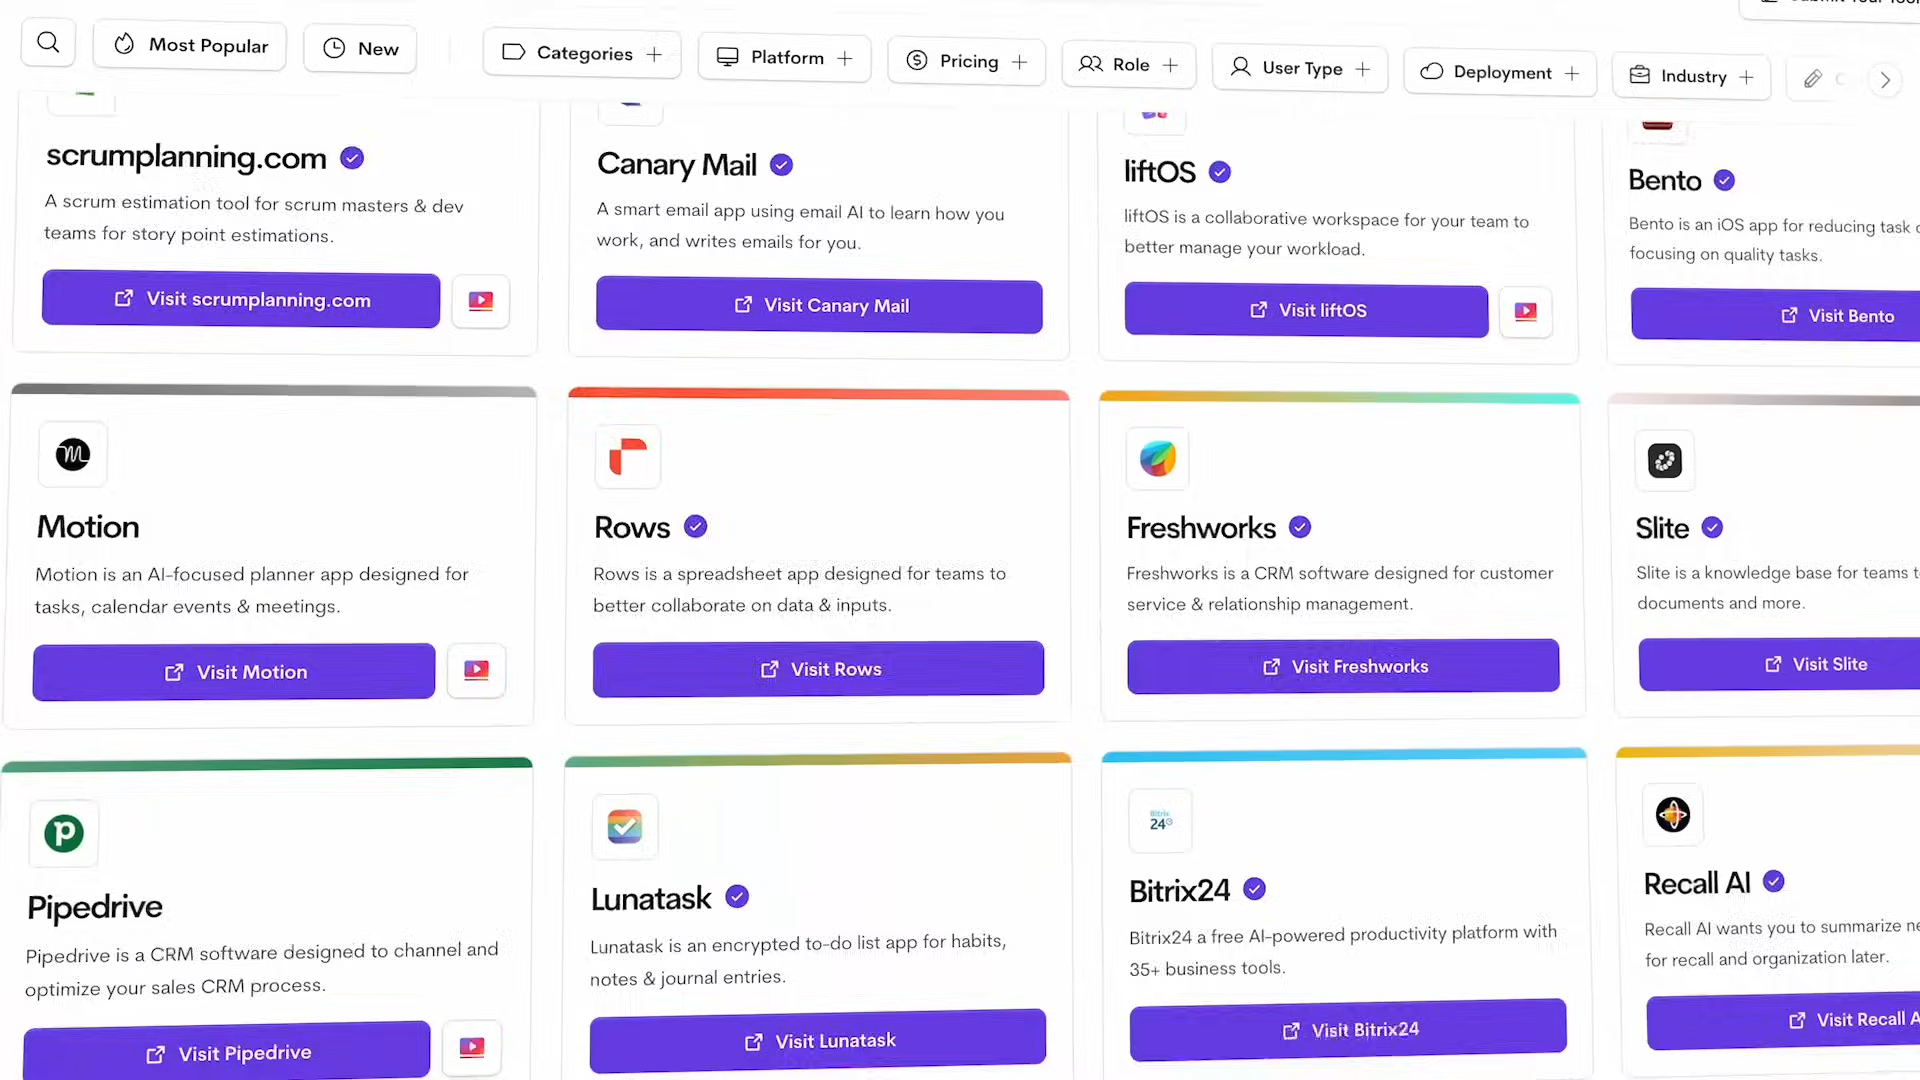 Submit Your Tool
Most Popular
New
Categories
Platform
Pricing
Role
User Type
Deployment
Industry
scrumplanning.com
A scrum estimation tool for scrum masters & dev
teams for story point estimations.
Visit scrumplanning.com
Canary Mail
A smart email app using email AI to learn how you
work, and writes emails for you.
Visit Canary Mail
liftOS
liftOS is a collaborative workspace for your team to
better manage your workload.
Visit liftOS
Bento
Bento is an iOS app for reducing task
focusing on quality tasks.
Visit Bento
Motion
Motion is an AI-focused planner app designed for
tasks, calendar events & meetings.
Visit Motion
Rows
Rows is a spreadsheet app designed for teams to
better collaborate on data & inputs.
Visit Rows
Freshworks
Freshworks is a CRM software designed for customer
service & relationship management.
Visit Freshworks
Slite
Slite is a knowledge base for teams
documents and more.
Visit Slite
Pipedrive
Pipedrive is a CRM software designed to channel and
optimize your sales CRM process.
Visit Pipedrive
Lunatask
Lunatask is an encrypted to-do list app for habits,
notes & journal entries.
Visit Lunatask
Bitrix
24
Bitrix24
Bitrix24 a free AI-powered productivity platform with
35+ business tools.
Visit Bitrix24
Recall AI
Recall AI wants you to summarize
for recall and organization later.
Visit Recall A